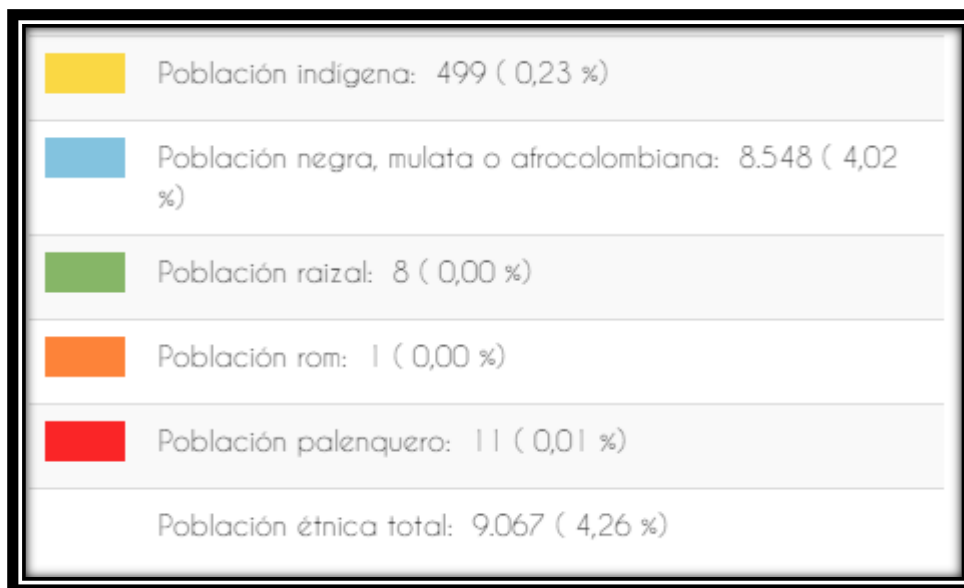 Población indígena: 499 ( 0,23 %)
Población negra, mulata o afrocolombiana: 8.548 ( 4,02
%)
Población raizal: 8 ( 0,00 %)
Población rom: 1 ( 0,00 %)
Población palenquero: 11 ( 0,01 %)
Población étnica total: 9.067 ( 4,26 %)